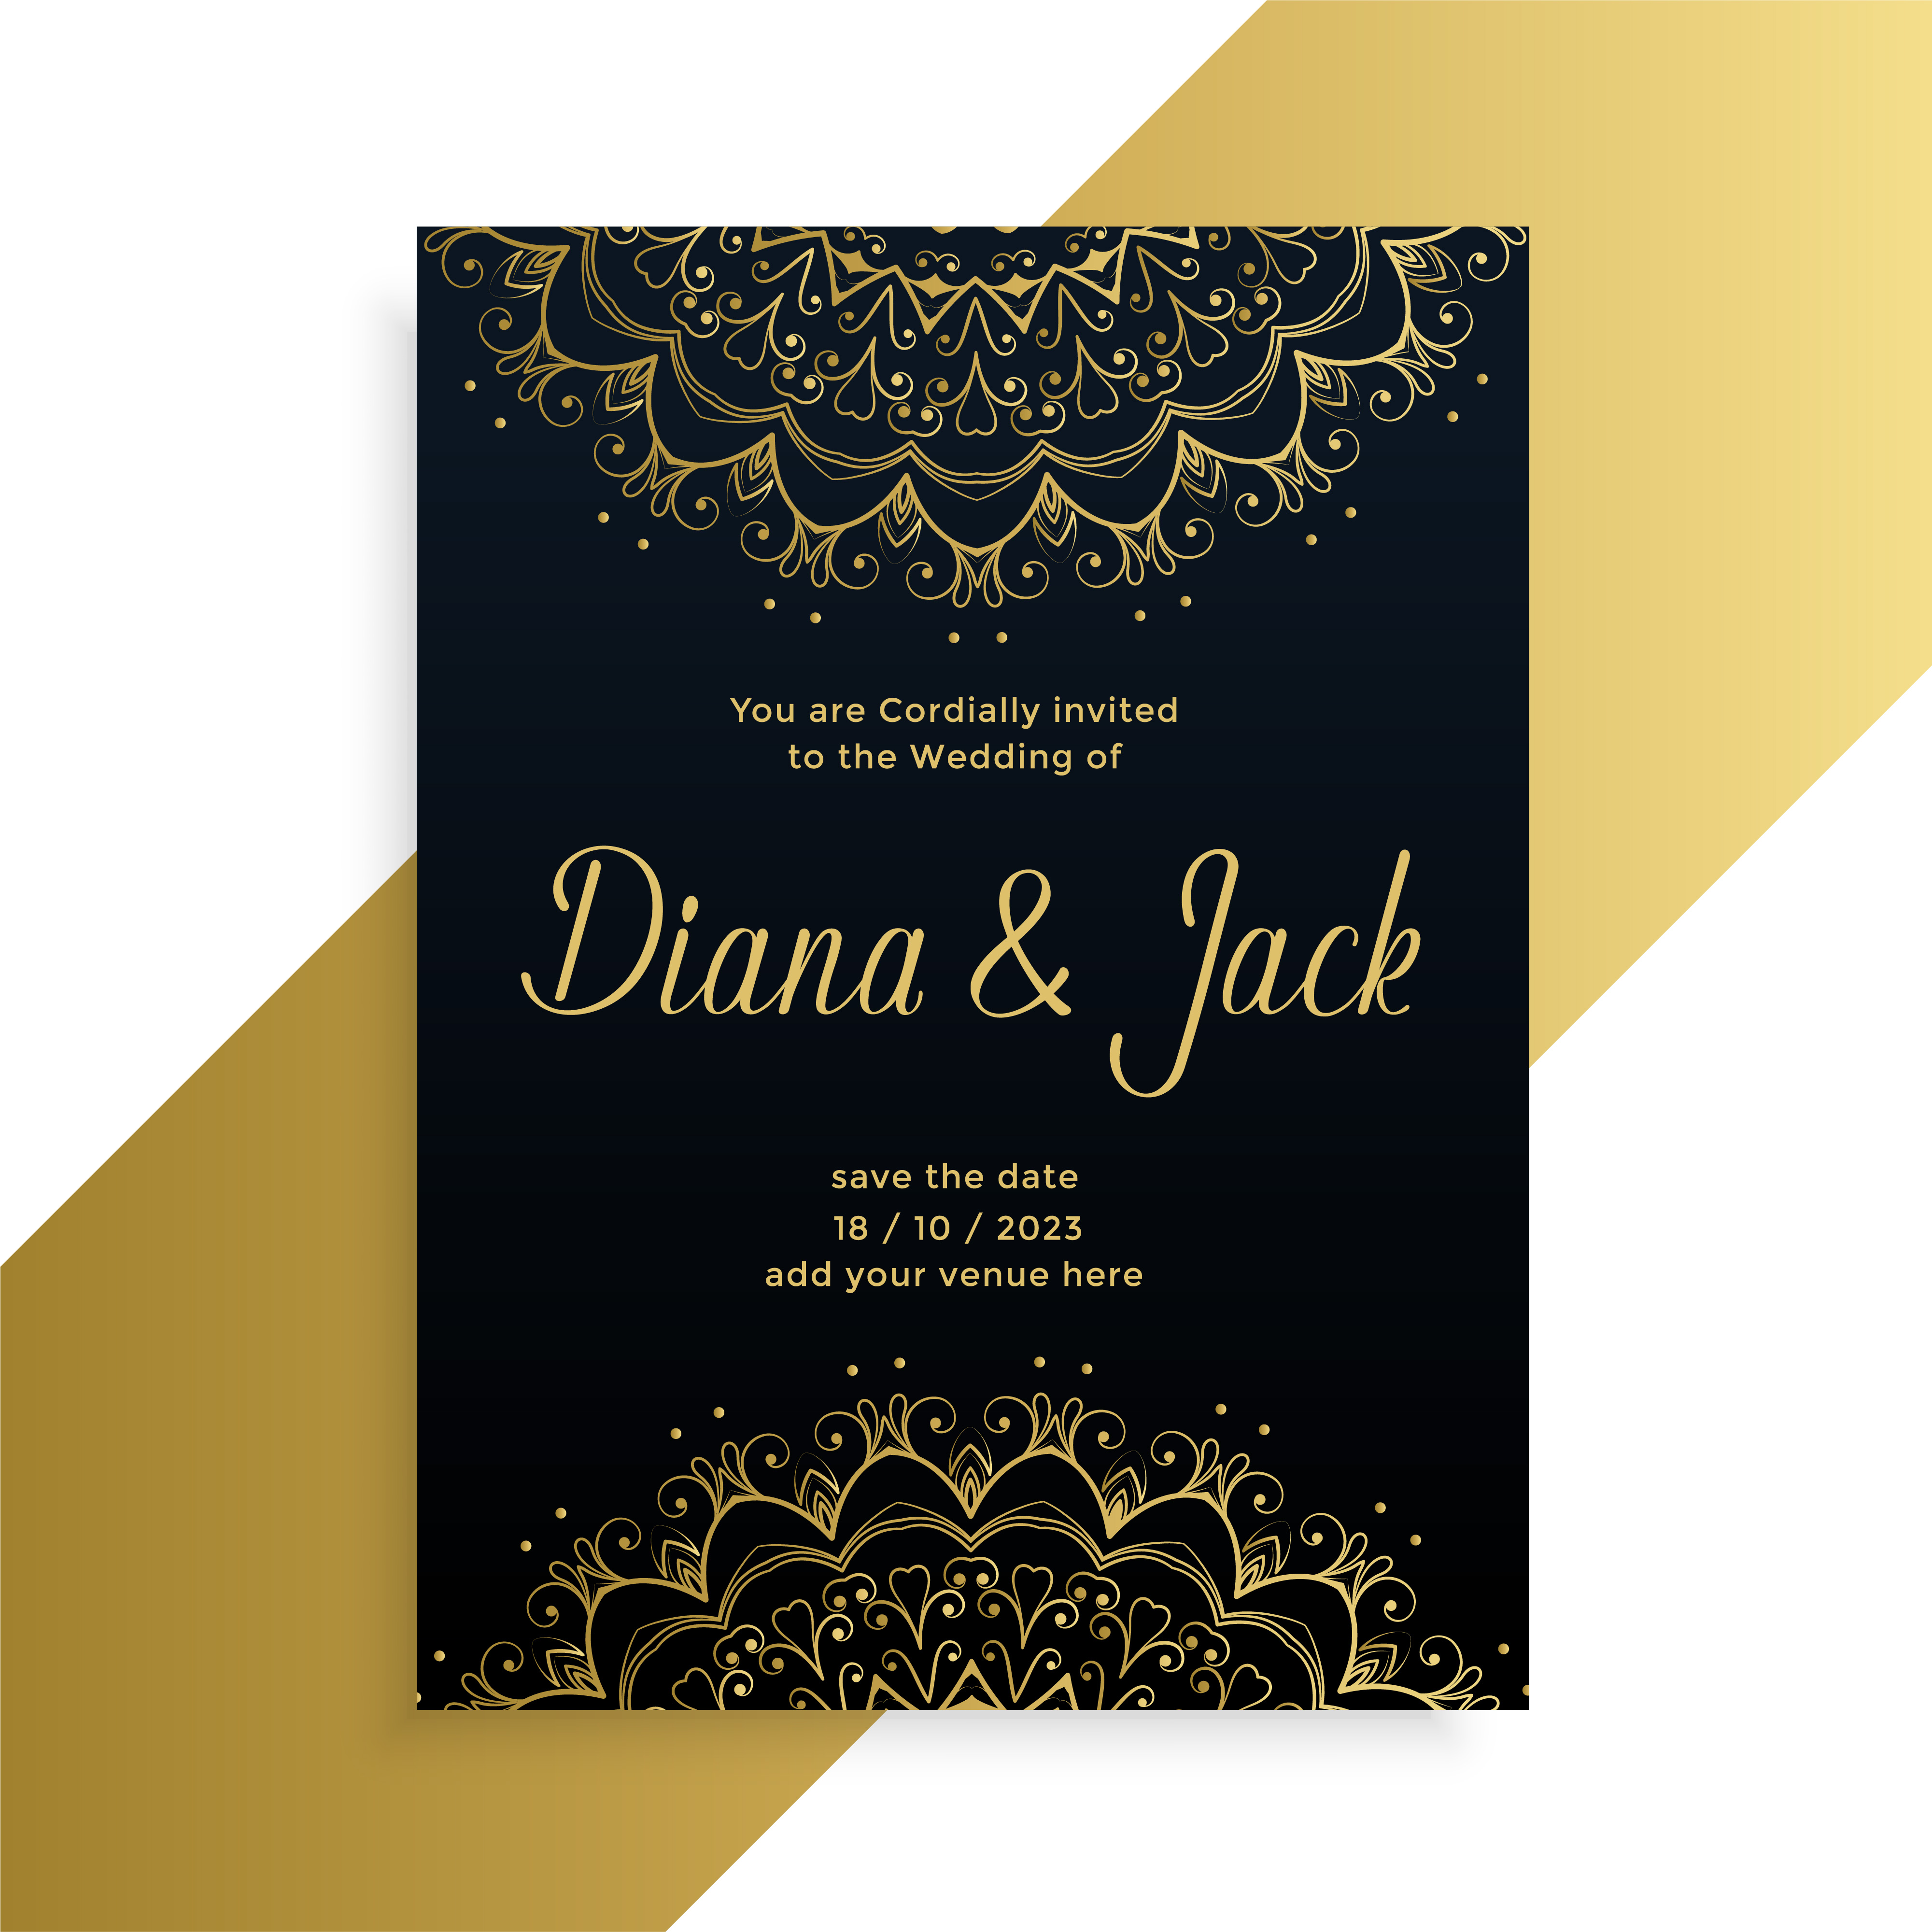 You are Cordially invited
to the Wedding of
Diana & Jack
save the date
18 / 10 / 2023
add your venue here